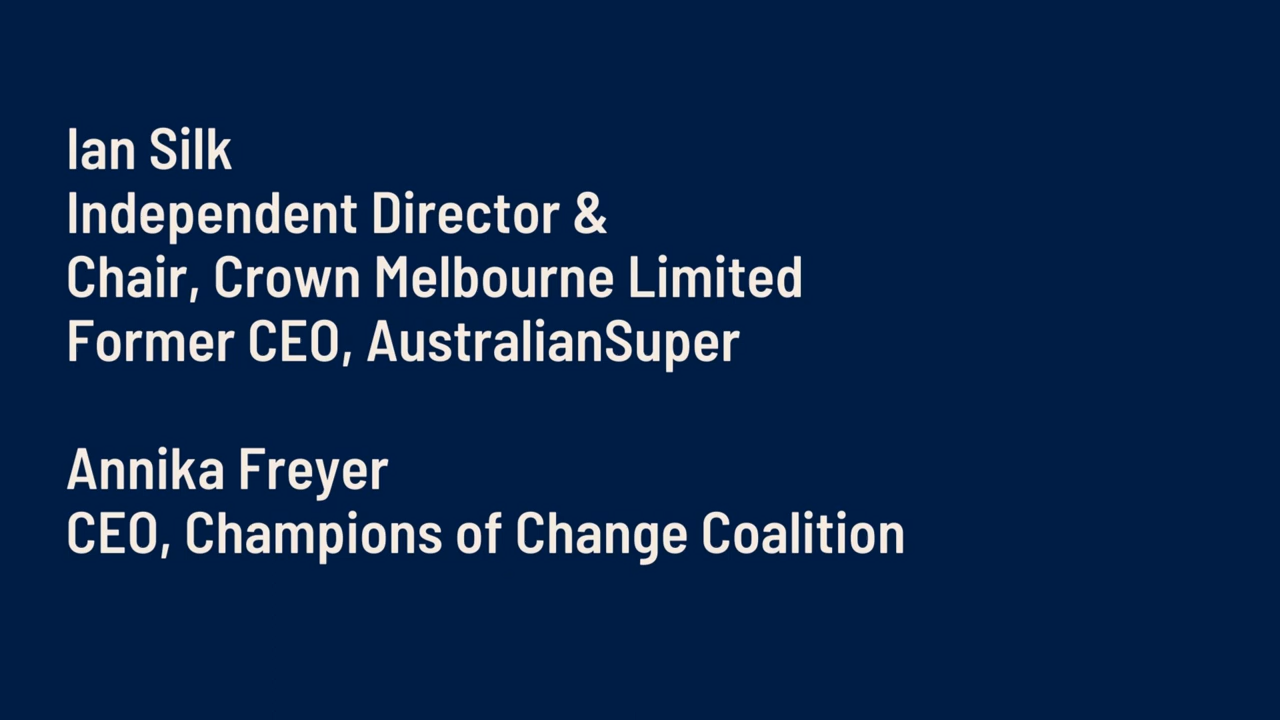 Ian Silk
Independent Director &
Chair, Crown Melbourne Limited
Former CEO, AustralianSuper
Annika Freyer
CEO, Champions of Change Coalition